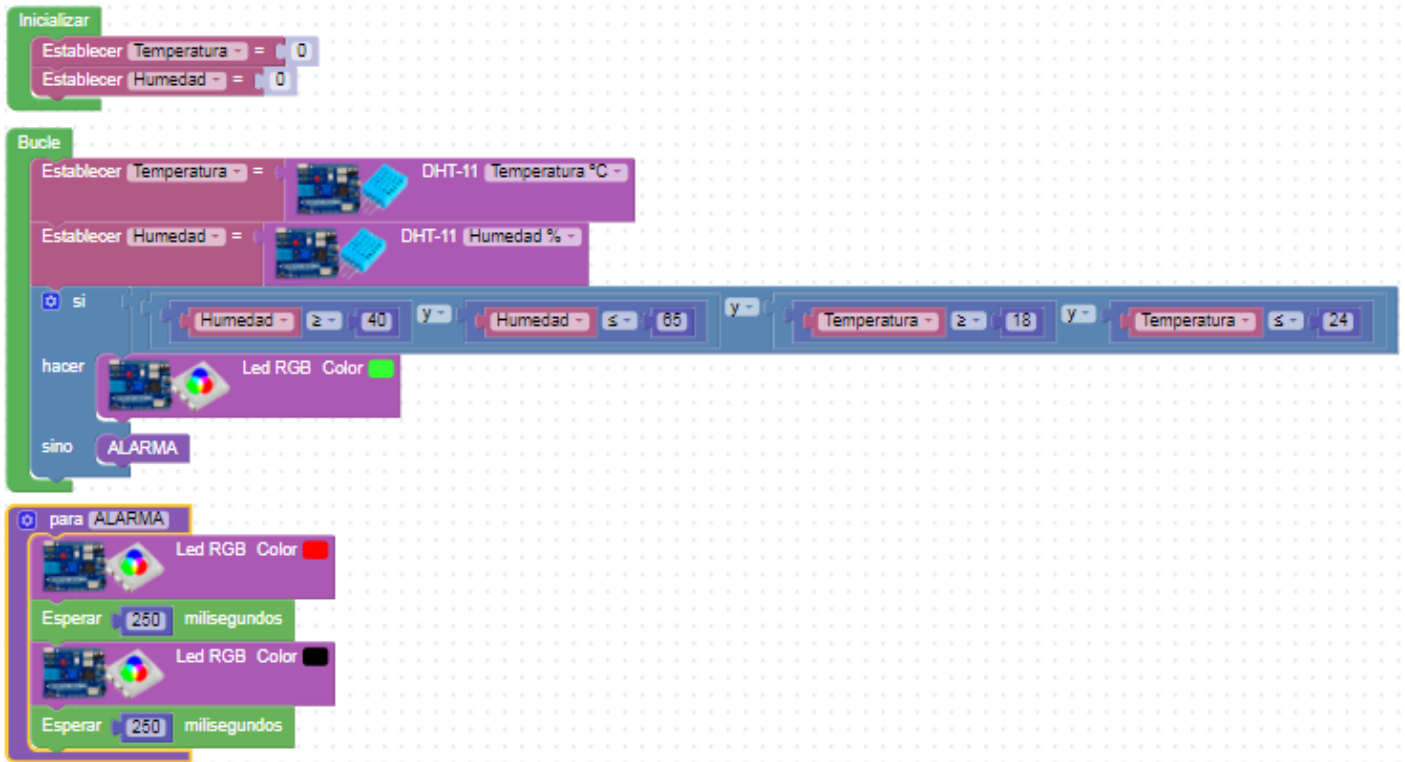 Inicializar
Establecer Temperatura = 0
Establecer Humedad = 0
Bucle
Establecer Temperatura = DHT-11 Temperatura ºC
Establecer Humedad = DHT-11 Humedad %
si Humedad ≥ 40 y Humedad ≤ 65 y Temperatura ≥ 18 y Temperatura ≤ 24
hacer Led RGB Color
sino ALARMA
para ALARMA
Led RGB Color
Esperar 250 milisegundos
Led RGB Color
Esperar 250 milisegundos